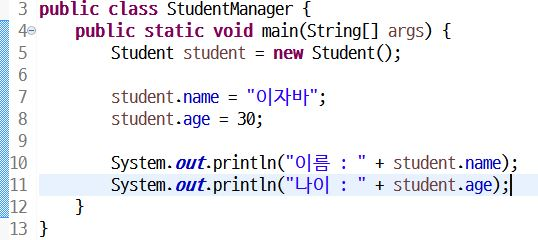 3 public class StudentManager {
4 public static void main(String[] args) {
5 Student student = new Student();
6
7 student.name = "이자바";
8 student.age = 30;
9
10 System.out.println("이름 : " + student.name);
11 System.out.println("나이 : " + student.age);
12 }
13 }